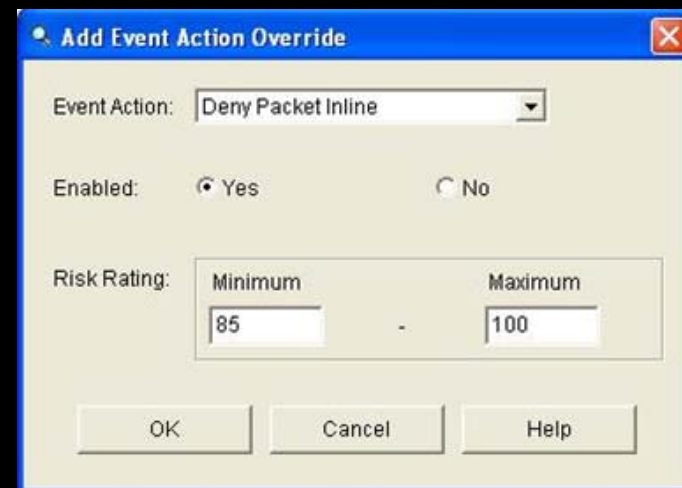 Add Event Action Override
Event Action: Deny Packet Inline
Enabled: Yes No
Risk Rating: Minimum Maximum
85 - 100
OK Cancel Help